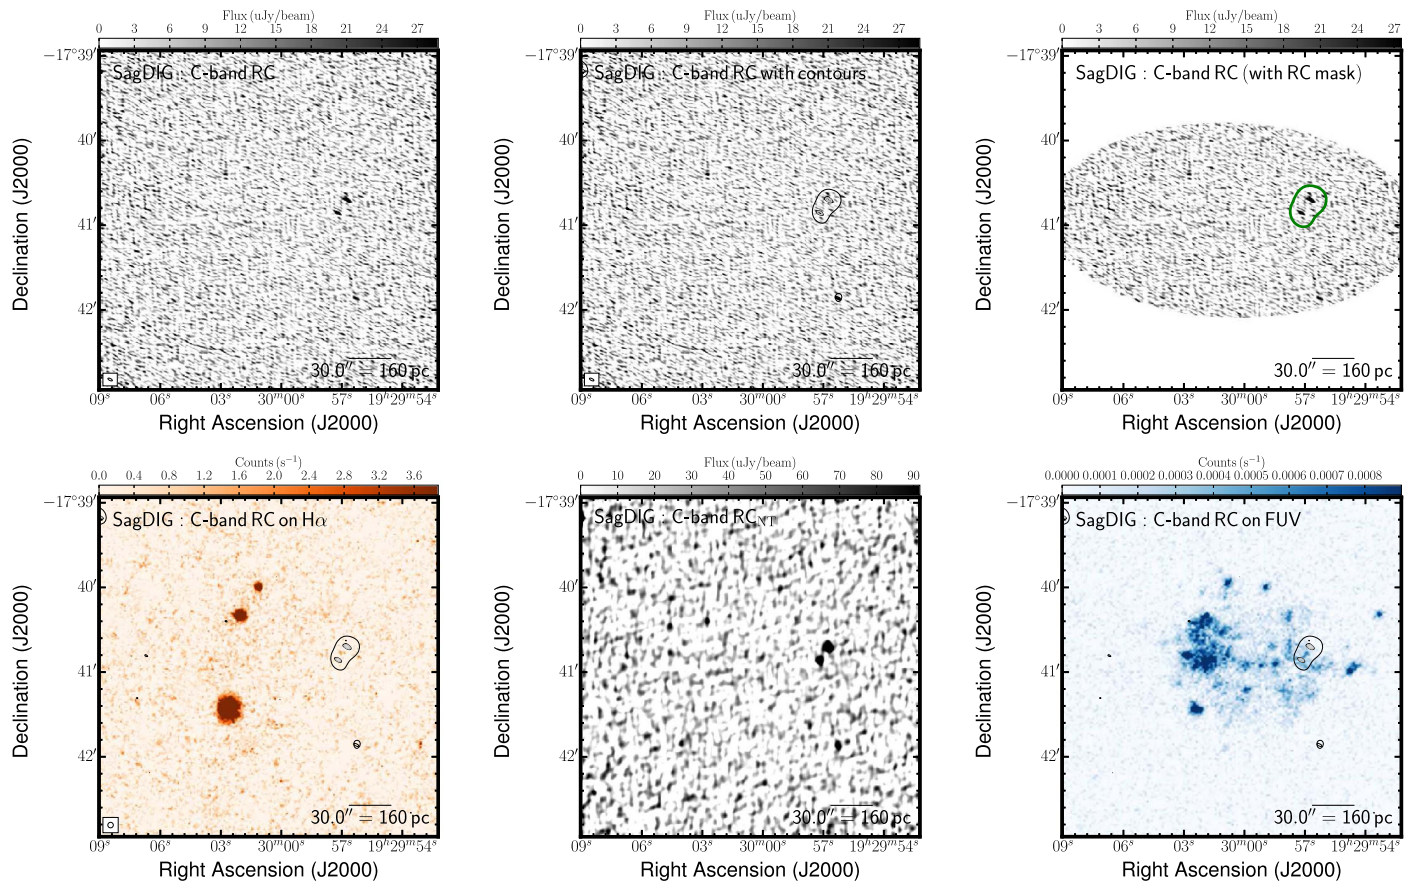 Flux (uJy/beam)
0 3 6 9 12 15 18 21 24 27
SagDIG : C-band RC
−17°39′
40′
41′
42′
Declination (J2000)
30.0″ = 160 pc
09ˢ 06ˢ 03ˢ 30ᵐ00ˢ 57ˢ 19ʰ29ᵐ54ˢ
Right Ascension (J2000)
Flux (uJy/beam)
0 3 6 9 12 15 18 21 24 27
SagDIG : C-band RC with contours
−17°39′
40′
41′
42′
Declination (J2000)
30.0″ = 160 pc
09ˢ 06ˢ 03ˢ 30ᵐ00ˢ 57ˢ 19ʰ29ᵐ54ˢ
Right Ascension (J2000)
Flux (uJy/beam)
0 3 6 9 12 15 18 21 24 27
SagDIG : C-band RC (with RC mask)
−17°39′
40′
41′
42′
Declination (J2000)
30.0″ = 160 pc
09ˢ 06ˢ 03ˢ 30ᵐ00ˢ 57ˢ 19ʰ29ᵐ54ˢ
Right Ascension (J2000)
Counts (s⁻¹)
0.0 0.4 0.8 1.2 1.6 2.0 2.4 2.8 3.2 3.6
SagDIG : C-band RC on Hα
−17°39′
40′
41′
42′
Declination (J2000)
30.0″ = 160 pc
09ˢ 06ˢ 03ˢ 30ᵐ00ˢ 57ˢ 19ʰ29ᵐ54ˢ
Right Ascension (J2000)
Flux (uJy/beam)
0 10 20 30 40 50 60 70 80 90
SagDIG : C-band RC_NT
−17°39′
40′
41′
42′
Declination (J2000)
30.0″ = 160 pc
09ˢ 06ˢ 03ˢ 30ᵐ00ˢ 57ˢ 19ʰ29ᵐ54ˢ
Right Ascension (J2000)
Counts (s⁻¹)
0.0000 0.0001 0.0002 0.0003 0.0004 0.0005 0.0006 0.0007 0.0008
SagDIG : C-band RC on FUV
−17°39′
40′
41′
42′
Declination (J2000)
30.0″ = 160 pc
09ˢ 06ˢ 03ˢ 30ᵐ00ˢ 57ˢ 19ʰ29ᵐ54ˢ
Right Ascension (J2000)